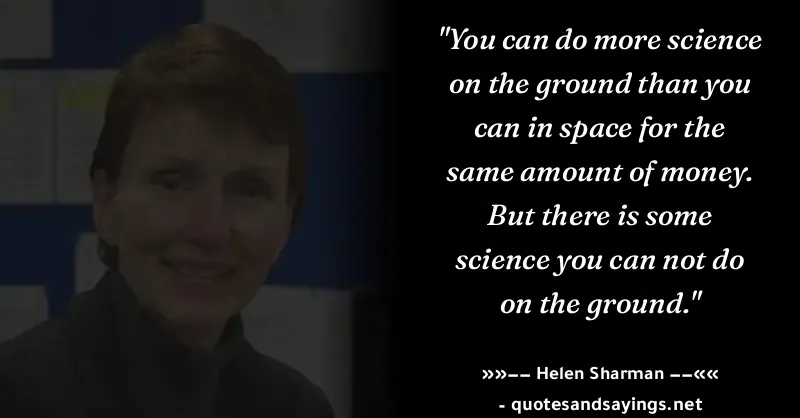 "You can do more science
on the ground than you
can in space for the
same amount of money.
But there is some
science you can not do
on the ground."
»»-- Helen Sharman --««
- quotesandsayings.net